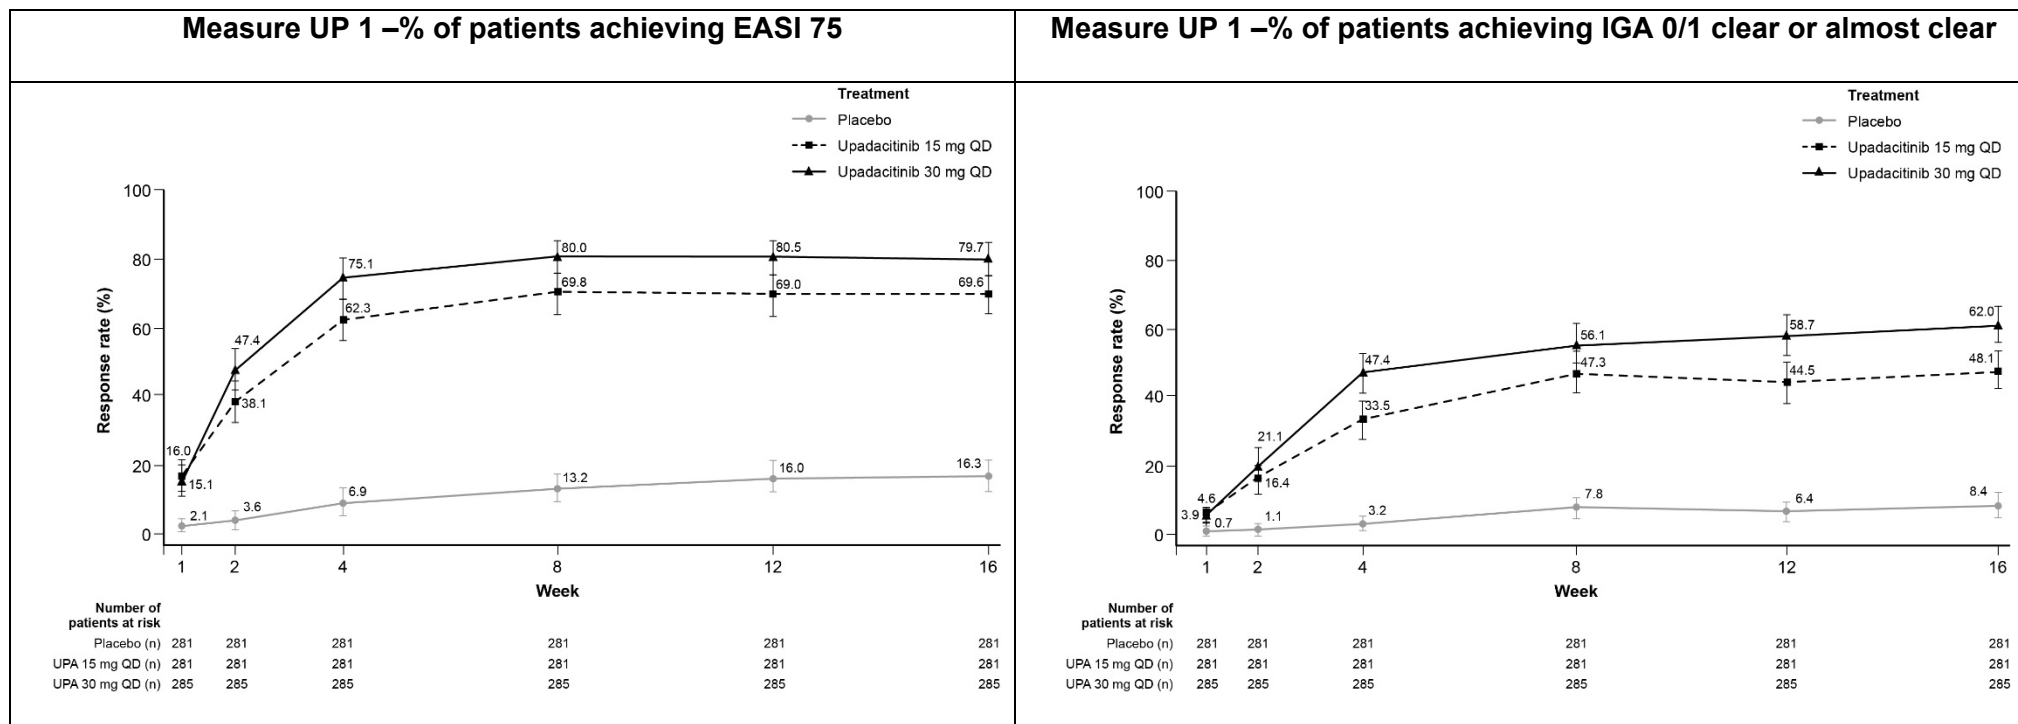 Measure UP 1 –% of patients achieving EASI 75
Treatment
Placebo
Upadacitinib 15 mg QD
Upadacitinib 30 mg QD
Response rate (%)
100
80
60
40
20
0
16.0
15.1
2.1
47.4
38.1
3.6
75.1
62.3
6.9
80.0
69.8
13.2
80.5
69.0
16.0
79.7
69.6
16.3
1 2 4 8 12 16
Week
Number of
patients at risk
Placebo (n) 281 281 281 281 281 281
UPA 15 mg QD (n) 281 281 281 281 281 281
UPA 30 mg QD (n) 285 285 285 285 285 285
Measure UP 1 –% of patients achieving IGA 0/1 clear or almost clear
Treatment
Placebo
Upadacitinib 15 mg QD
Upadacitinib 30 mg QD
Response rate (%)
100
80
60
40
20
0
4.6
3.9
0.7
21.1
16.4
1.1
47.4
33.5
3.2
56.1
47.3
7.8
58.7
44.5
6.4
62.0
48.1
8.4
1 2 4 8 12 16
Week
Number of
patients at risk
Placebo (n) 281 281 281 281 281 281
UPA 15 mg QD (n) 281 281 281 281 281 281
UPA 30 mg QD (n) 285 285 285 285 285 285